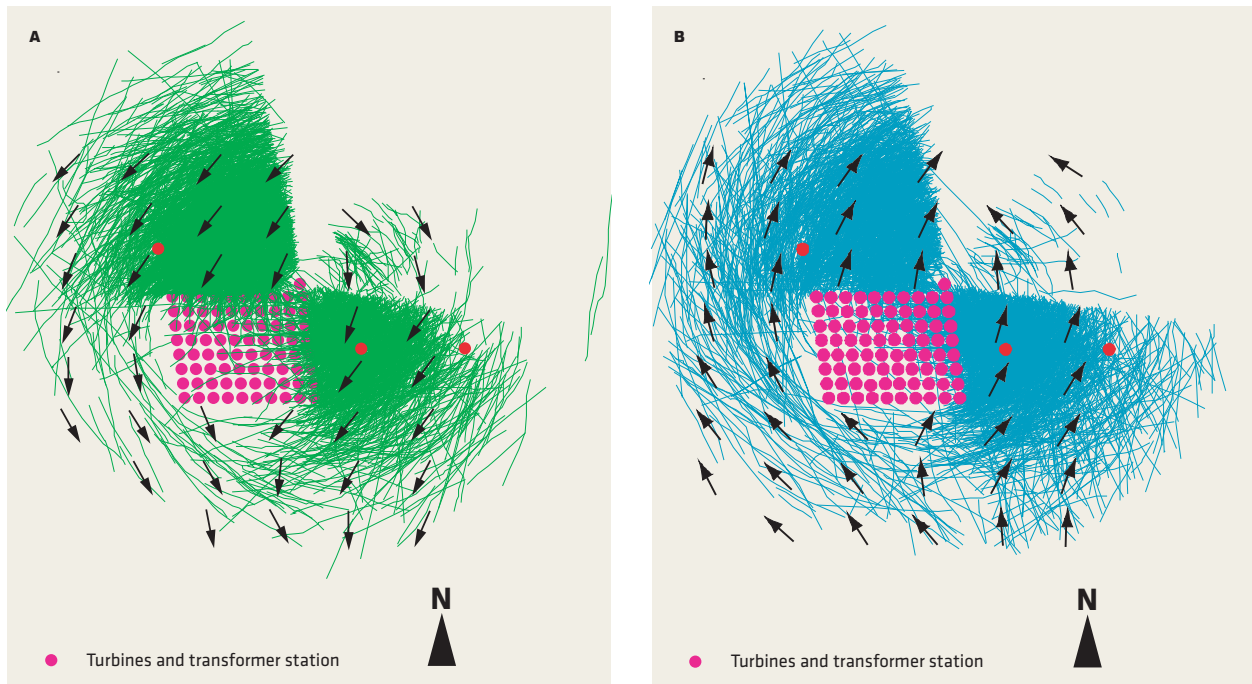 A
N
Turbines and transformer station
B
N
Turbines and transformer station